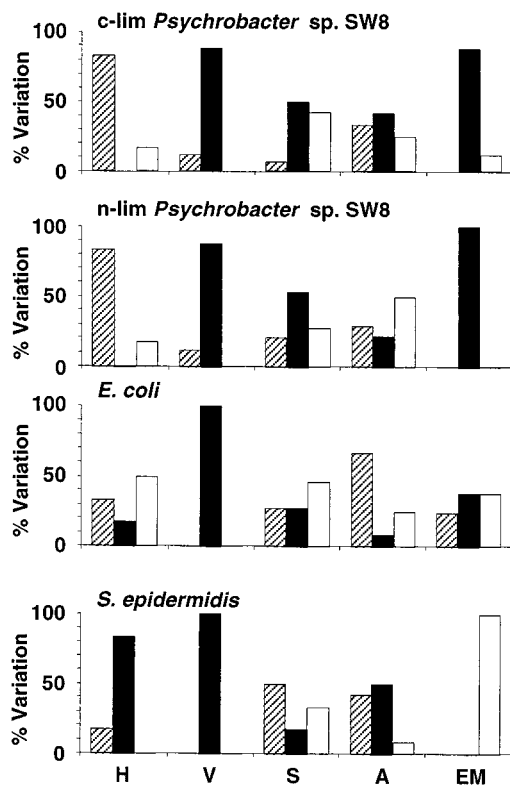 c-lim Psychrobacter sp. SW8
% Variation
100
50
0
n-lim Psychrobacter sp. SW8
% Variation
100
50
0
E. coli
% Variation
100
50
0
S. epidermidis
% Variation
100
50
0
H V S A EM